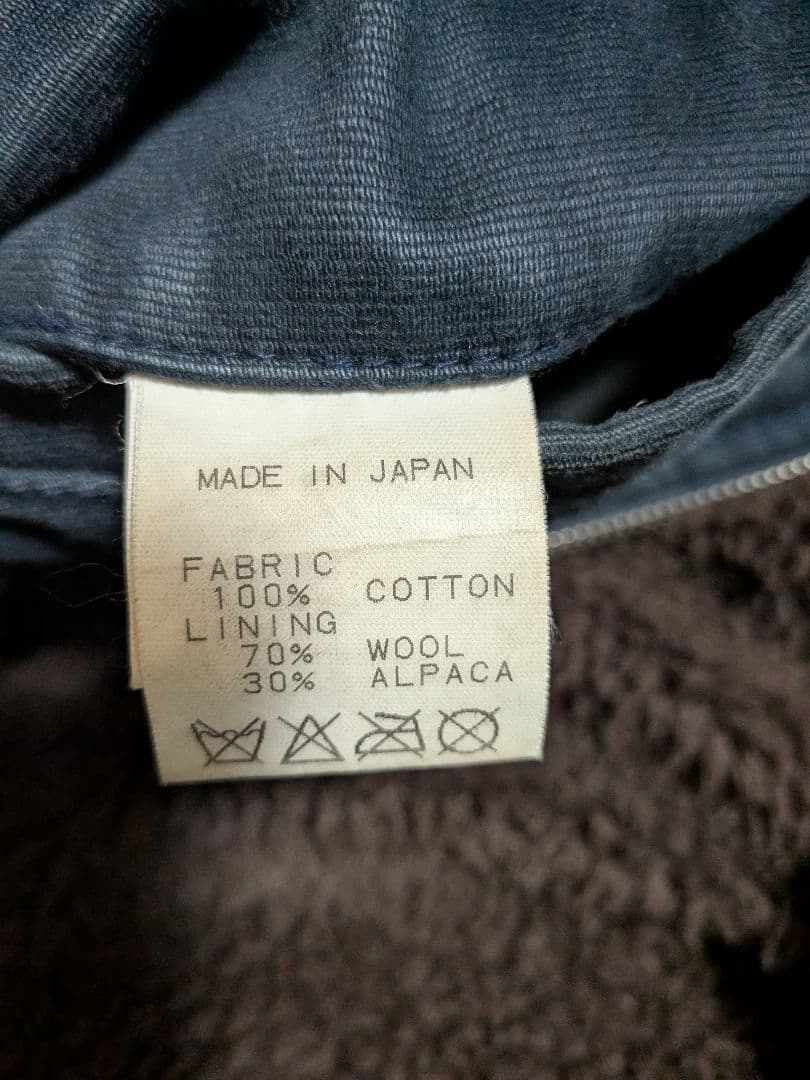 MADE IN JAPAN
FABRIC
100% COTTON
LINING
70% WOOL
30% ALPACA